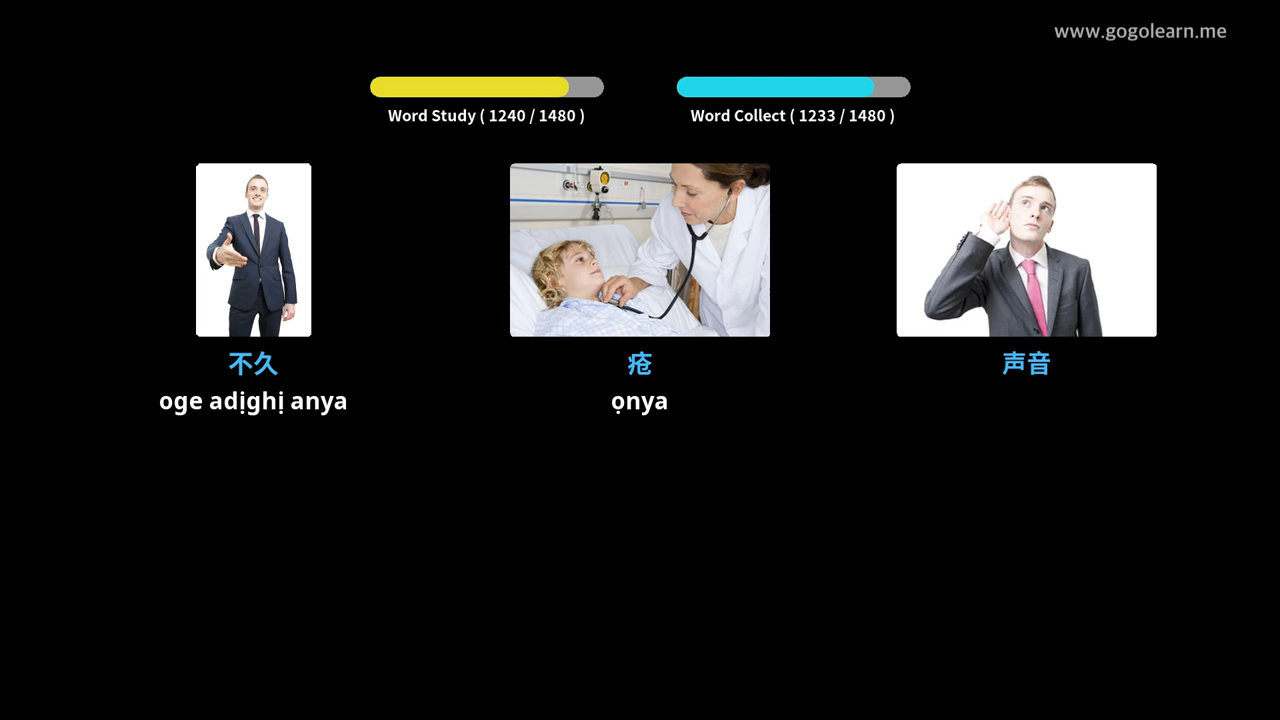 www.gogolearn.me
Word Study ( 1240 / 1480 )
Word Collect ( 1233 / 1480 )
不久
疮
声音
oge adịghị anya
ọnya